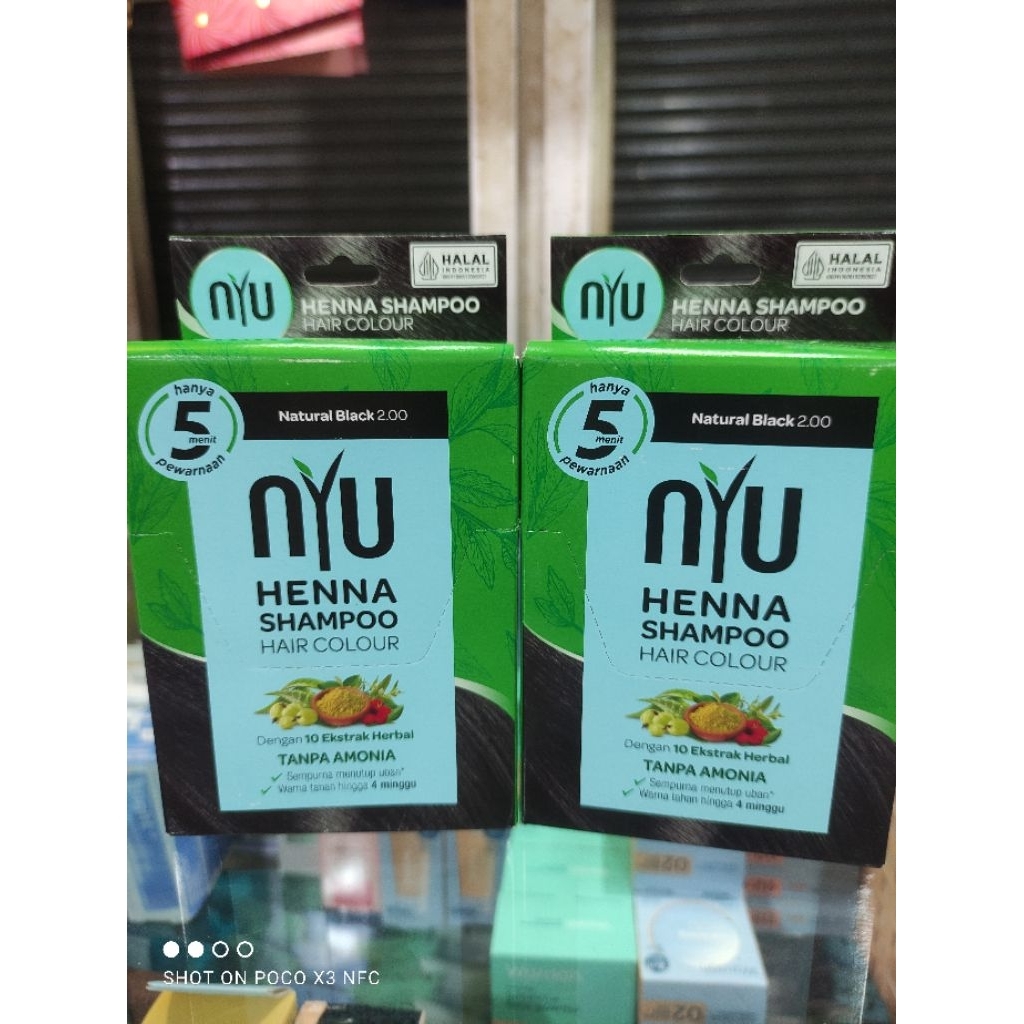 nyu
HENNA SHAMPOO
HAIR COLOUR
HALAL
INDONESIA
hanya
5
menit
pewarnaan
Natural Black 2.00
nyu
HENNA
SHAMPOO
HAIR COLOUR
Dengan 10 Ekstrak Herbal
TANPA AMONIA
Sempurna menutup uban*
Warna tahan hingga 4 minggu
nyu
HENNA SHAMPOO
HAIR COLOUR
HALAL
INDONESIA
hanya
5
menit
pewarnaan
Natural Black 2.00
nyu
HENNA
SHAMPOO
HAIR COLOUR
Dengan 10 Ekstrak Herbal
TANPA AMONIA
Sempurna menutup uban*
Warna tahan hingga 4 minggu
SHOT ON POCO X3 NFC